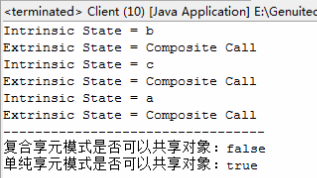 <terminated> Client (10) [Java Application] E:\Genuitec
Intrinsic State = b
Extrinsic State = Composite Call
Intrinsic State = c
Extrinsic State = Composite Call
Intrinsic State = a
Extrinsic State = Composite Call
-------------------------------
复合享元模式是否可以共享对象：false
单纯享元模式是否可以共享对象：true